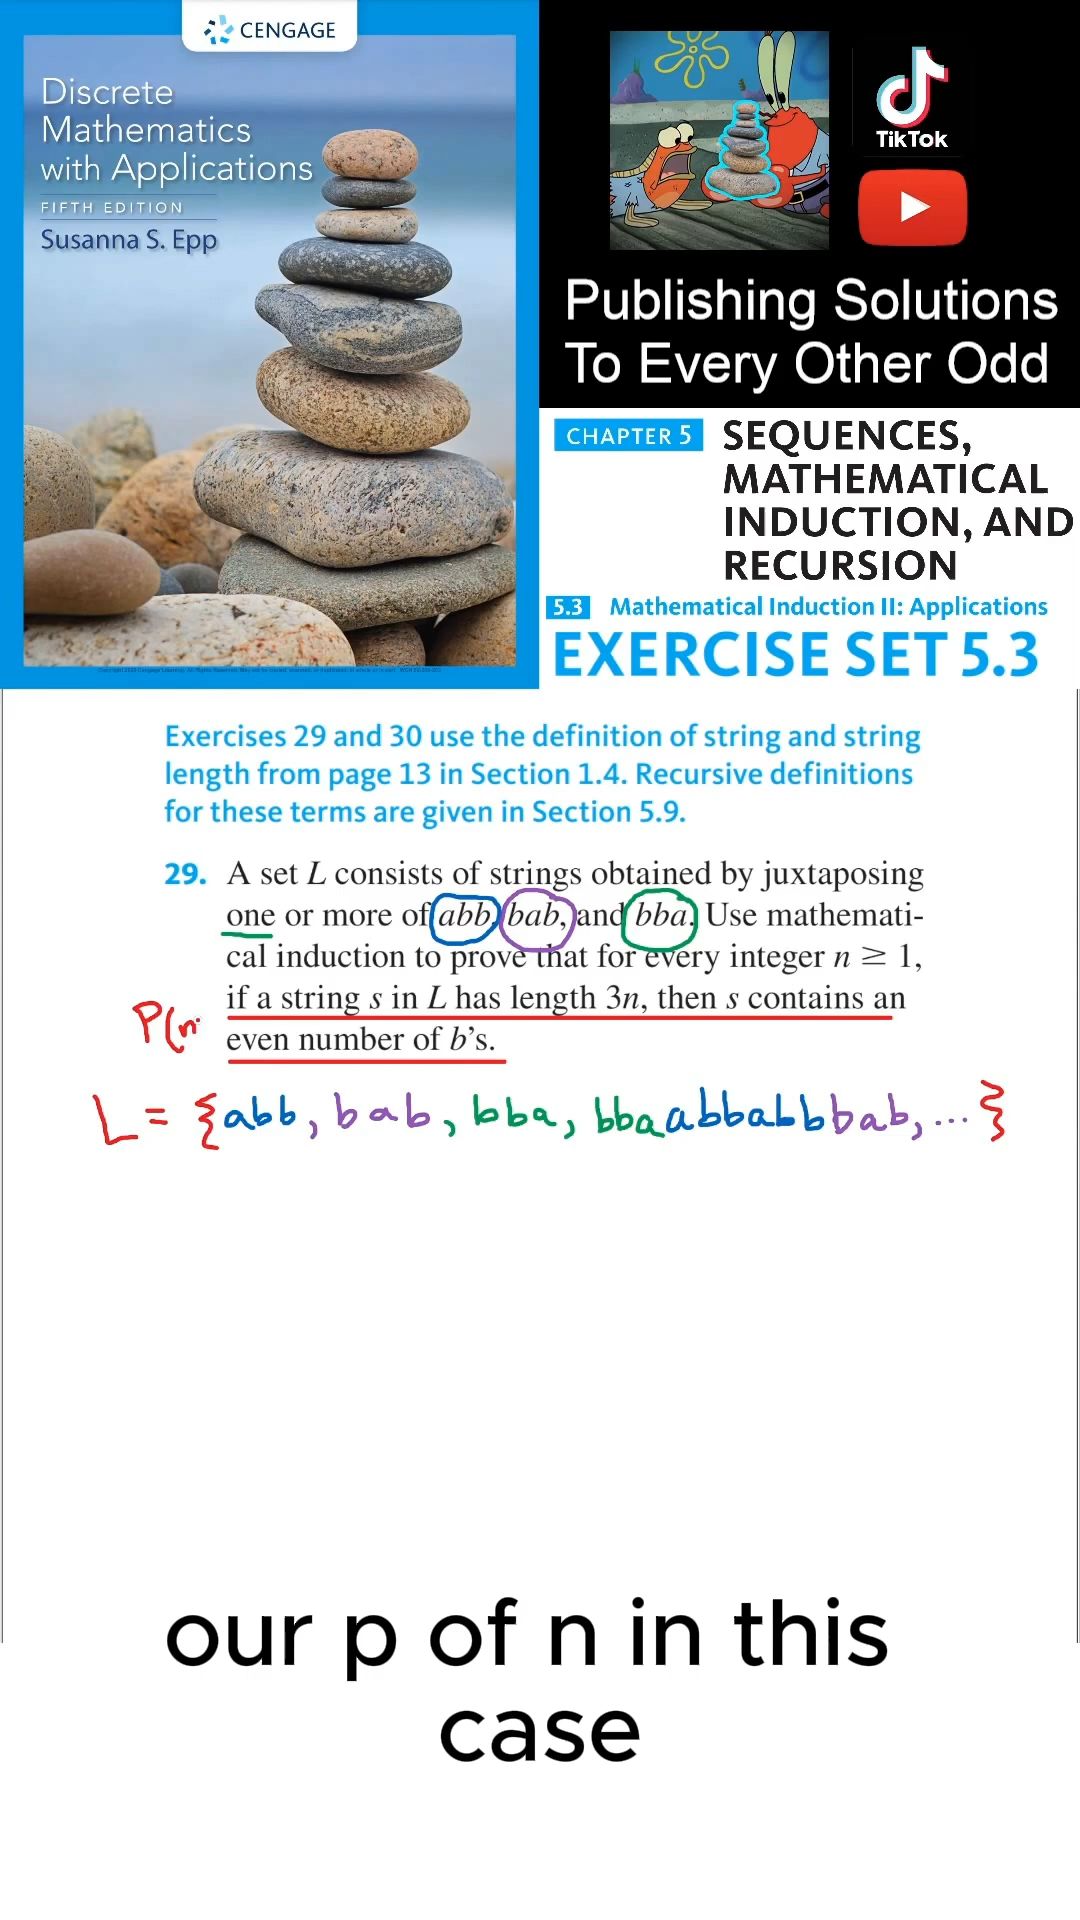 CENGAGE
Discrete
Mathematics
with Applications
FIFTH EDITION
Susanna S. Epp
TikTok
Publishing Solutions
To Every Other Odd
CHAPTER 5 SEQUENCES,
MATHEMATICAL
INDUCTION, AND
RECURSION
5.3 Mathematical Induction II: Applications
EXERCISE SET 5.3
Exercises 29 and 30 use the definition of string and string
length from page 13 in Section 1.4. Recursive definitions
for these terms are given in Section 5.9.
29. A set L consists of strings obtained by juxtaposing
one or more of abb, bab, and bba. Use mathemati-
cal induction to prove that for every integer n ≥ 1,
if a string s in L has length 3n, then s contains an
even number of b's.
P(n
L = {abb, bab, bba, bbaabbabbbab, ... }
our p of n in this
case